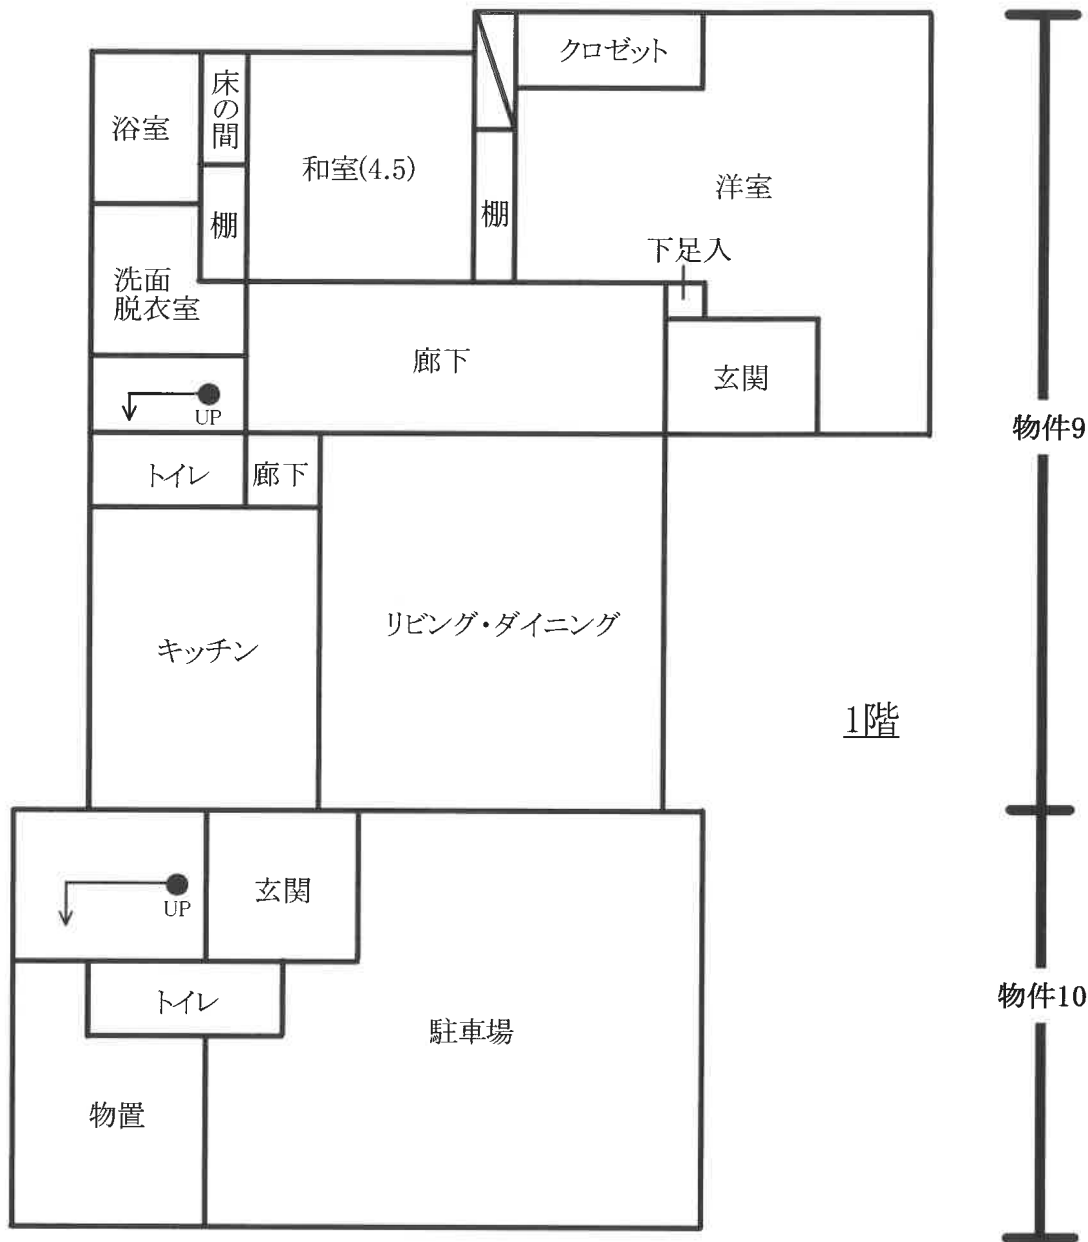 クロゼット
浴室
床の間
和室(4.5)
棚
棚
洋室
下足入
洗面
脱衣室
廊下
玄関
UP
物件9
トイレ
廊下
リビング・ダイニング
キッチン
1階
玄関
UP
物件10
トイレ
駐車場
物置